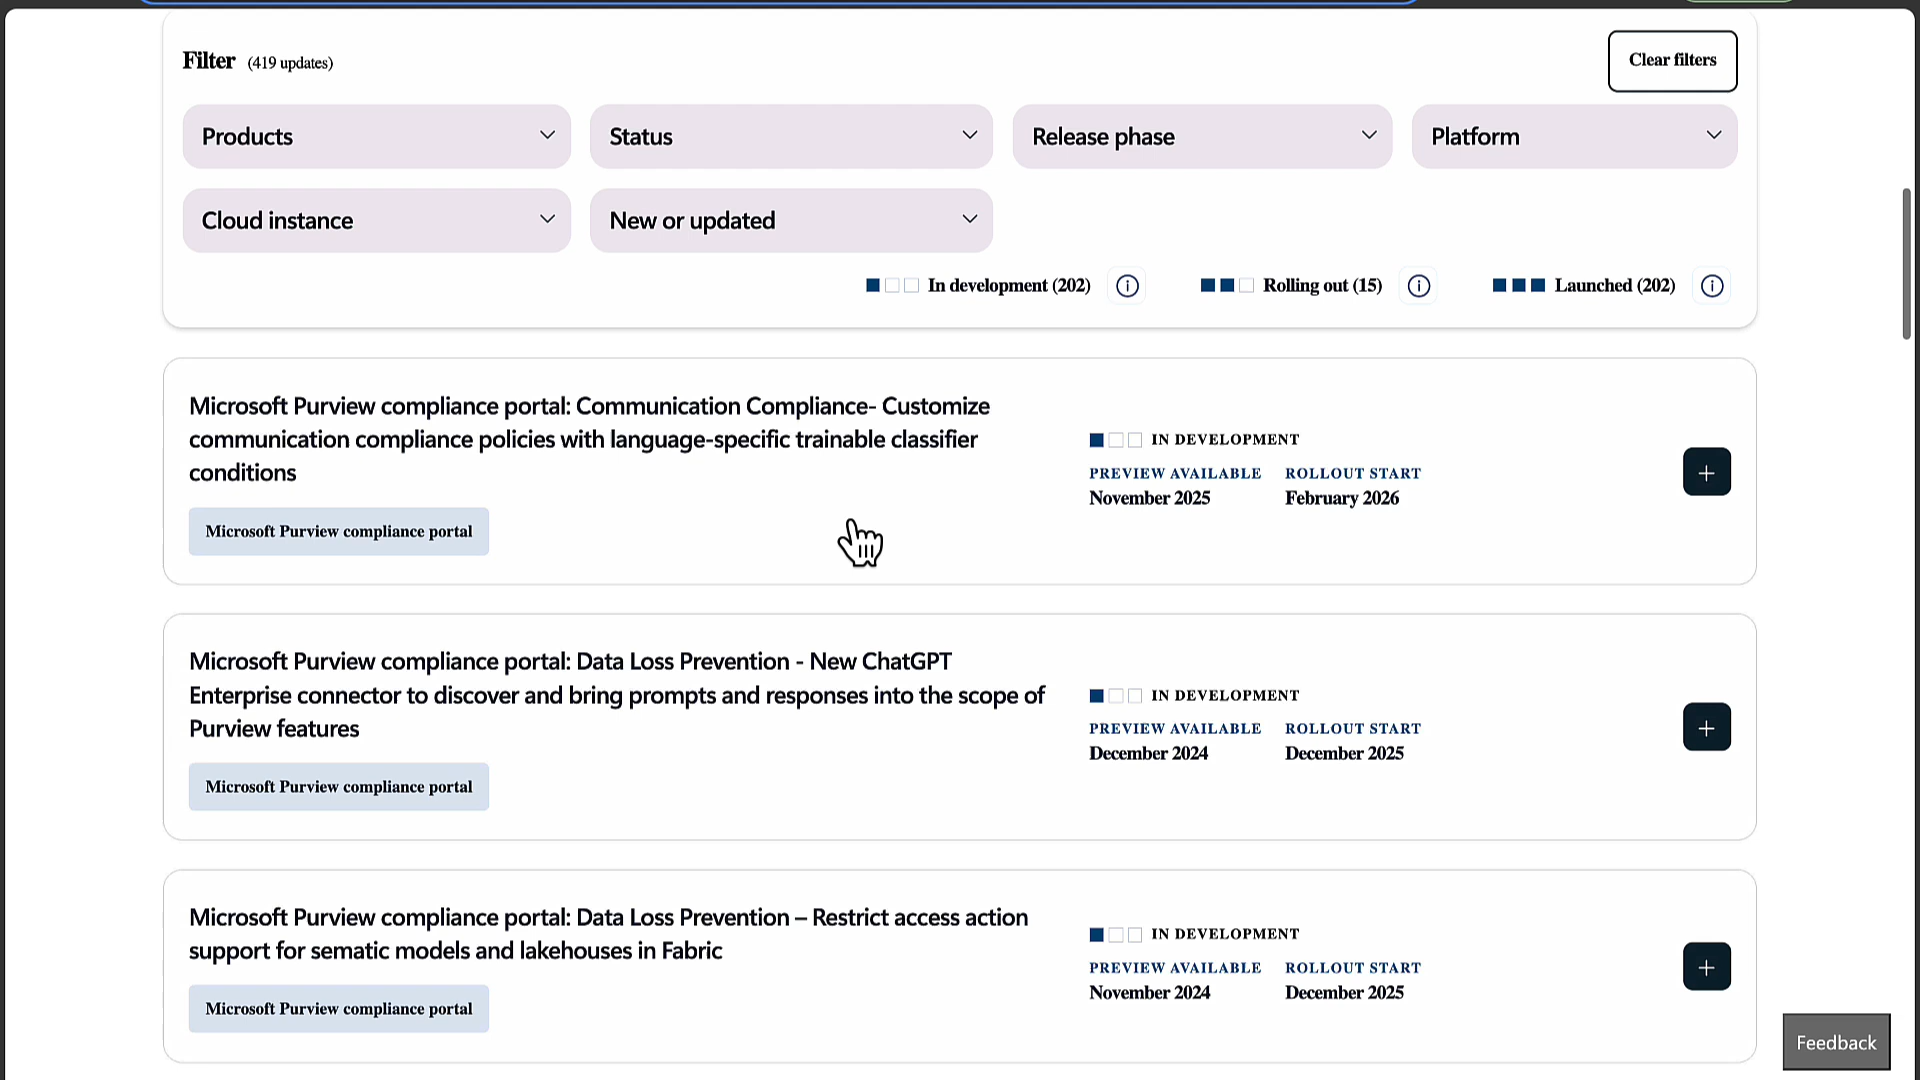 Filter (419 updates)
Clear filters
Products
Status
Release phase
Platform
Cloud instance
New or updated
In development (202)
Rolling out (15)
Launched (202)
Microsoft Purview compliance portal: Communication Compliance- Customize
communication compliance policies with language-specific trainable classifier
conditions
Microsoft Purview compliance portal
IN DEVELOPMENT
PREVIEW AVAILABLE
November 2025
ROLLOUT START
February 2026
Microsoft Purview compliance portal: Data Loss Prevention - New ChatGPT
Enterprise connector to discover and bring prompts and responses into the scope of
Purview features
Microsoft Purview compliance portal
IN DEVELOPMENT
PREVIEW AVAILABLE
December 2024
ROLLOUT START
December 2025
Microsoft Purview compliance portal: Data Loss Prevention – Restrict access action
support for sematic models and lakehouses in Fabric
Microsoft Purview compliance portal
IN DEVELOPMENT
PREVIEW AVAILABLE
November 2024
ROLLOUT START
December 2025
Feedback